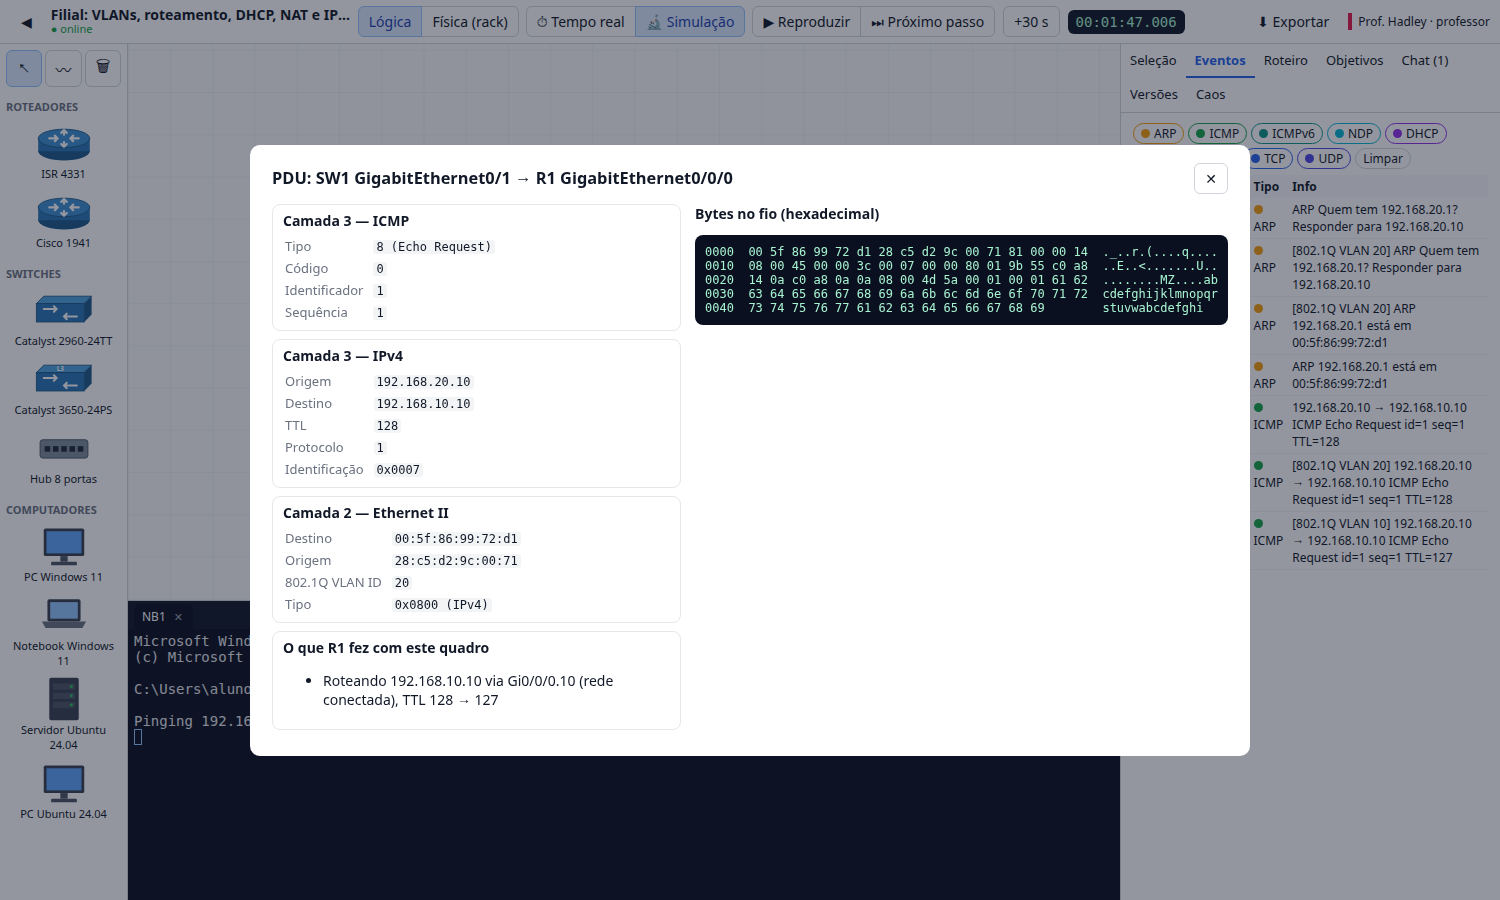 ◀
Filial: VLANs, roteamento, DHCP, NAT e IP...
● online
Lógica
Física (rack)
⏱ Tempo real
🔬 Simulação
▶ Reproduzir
⏭ Próximo passo
+30 s
00:01:47.006
⬇ Exportar
Prof. Hadley · professor
ROTEADORES
ISR 4331
Cisco 1941
SWITCHES
Catalyst 2960-24TT
Catalyst 3650-24PS
Hub 8 portas
COMPUTADORES
PC Windows 11
Notebook Windows
11
Servidor Ubuntu
24.04
PC Ubuntu 24.04
NB1 ×
Microsoft Wind
(c) Microsoft
C:\Users\aluno
Pinging 192.16
PDU: SW1 GigabitEthernet0/1 → R1 GigabitEthernet0/0/0
✕
Camada 3 — ICMP
Tipo 8 (Echo Request)
Código 0
Identificador 1
Sequência 1
Camada 3 — IPv4
Origem 192.168.20.10
Destino 192.168.10.10
TTL 128
Protocolo 1
Identificação 0x0007
Camada 2 — Ethernet II
Destino 00:5f:86:99:72:d1
Origem 28:c5:d2:9c:00:71
802.1Q VLAN ID 20
Tipo 0x0800 (IPv4)
O que R1 fez com este quadro
• Roteando 192.168.10.10 via Gi0/0/0.10 (rede
conectada), TTL 128 → 127
Bytes no fio (hexadecimal)
0000 00 5f 86 99 72 d1 28 c5 d2 9c 00 71 81 00 00 14 ._..r.(....q....
0010 08 00 45 00 00 3c 00 07 00 00 80 01 9b 55 c0 a8 ..E..<.......U..
0020 14 0a c0 a8 0a 0a 08 00 4d 5a 00 01 00 01 61 62 ........MZ....ab
0030 63 64 65 66 67 68 69 6a 6b 6c 6d 6e 6f 70 71 72 cdefghijklmnopqr
0040 73 74 75 76 77 61 62 63 64 65 66 67 68 69 stuvwabcdefghi
Seleção
Eventos
Roteiro
Objetivos
Chat (1)
Versões
Caos
ARP
ICMP
ICMPv6
NDP
DHCP
TCP
UDP
Limpar
Tipo Info
ARP
ARP Quem tem 192.168.20.1?
Responder para 192.168.20.10
ARP
[802.1Q VLAN 20] ARP Quem tem
192.168.20.1? Responder para
192.168.20.10
ARP
[802.1Q VLAN 20] ARP
192.168.20.1 está em
00:5f:86:99:72:d1
ARP
ARP 192.168.20.1 está em
00:5f:86:99:72:d1
ICMP
192.168.20.10 → 192.168.10.10
ICMP Echo Request id=1 seq=1
TTL=128
ICMP
[802.1Q VLAN 20] 192.168.20.10
→ 192.168.10.10 ICMP Echo
Request id=1 seq=1 TTL=128
ICMP
[802.1Q VLAN 10] 192.168.20.10
→ 192.168.10.10 ICMP Echo
Request id=1 seq=1 TTL=127